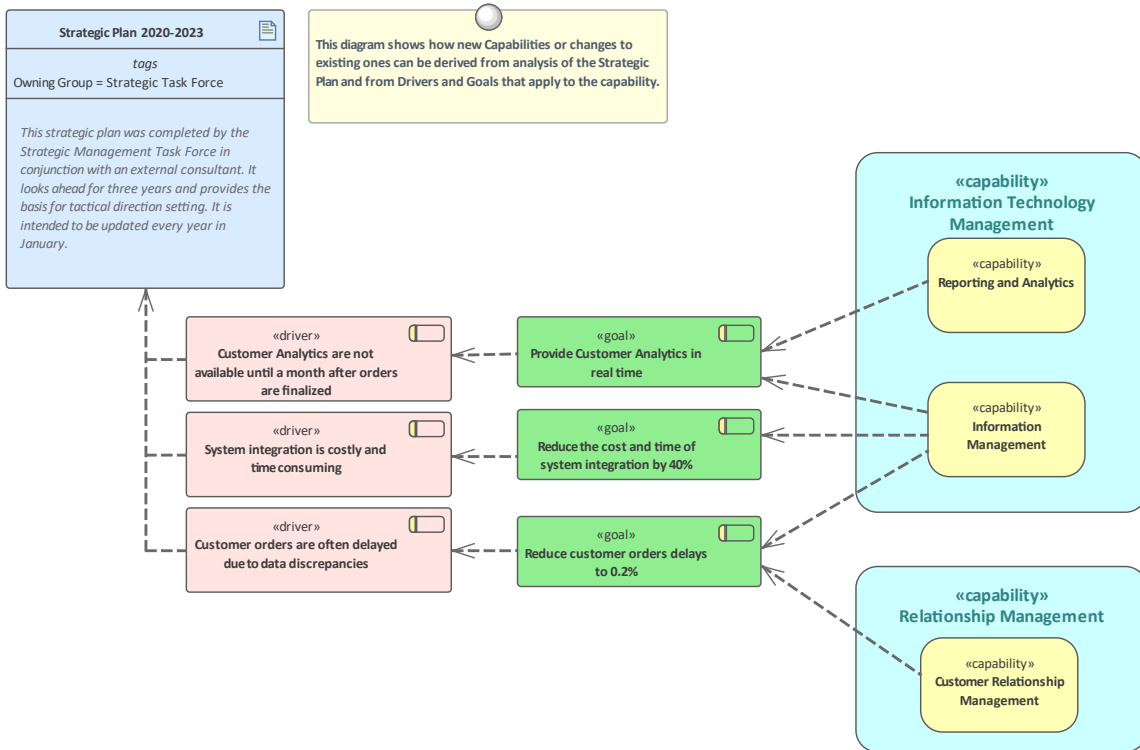 Strategic Plan 2020-2023
tags
Owning Group = Strategic Task Force
This strategic plan was completed by the
Strategic Management Task Force in
conjunction with an external consultant. It
looks ahead for three years and provides the
basis for tactical direction setting. It is
intended to be updated every year in
January.
This diagram shows how new Capabilities or changes to
existing ones can be derived from analysis of the Strategic
Plan and from Drivers and Goals that apply to the capability.
«driver»
Customer Analytics are not
available until a month after orders
are finalized
«goal»
Provide Customer Analytics in
real time
«driver»
System integration is costly and
time consuming
«goal»
Reduce the cost and time of
system integration by 40%
«driver»
Customer orders are often delayed
due to data discrepancies
«goal»
Reduce customer orders delays
to 0.2%
«capability»
Information Technology
Management
«capability»
Reporting and Analytics
«capability»
Information
Management
«capability»
Relationship Management
«capability»
Customer Relationship
Management